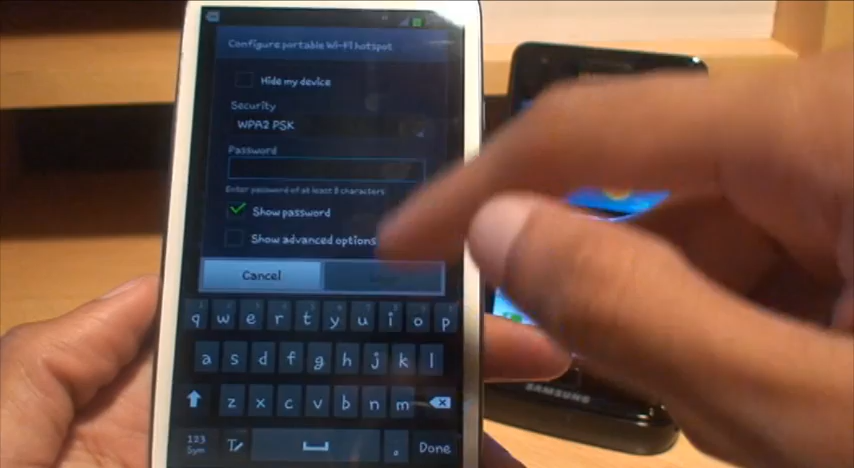 Configure portable Wi-Fi hotspot
Hide my device
Security
WPA2 PSK
Password
Enter password of at least 8 characters
Show password
Show advanced options
Cancel
q w e r t y u i o p
a s d f g h j k l
z x c v b n m
123
Sym
T
.
Done
SAMSUNG